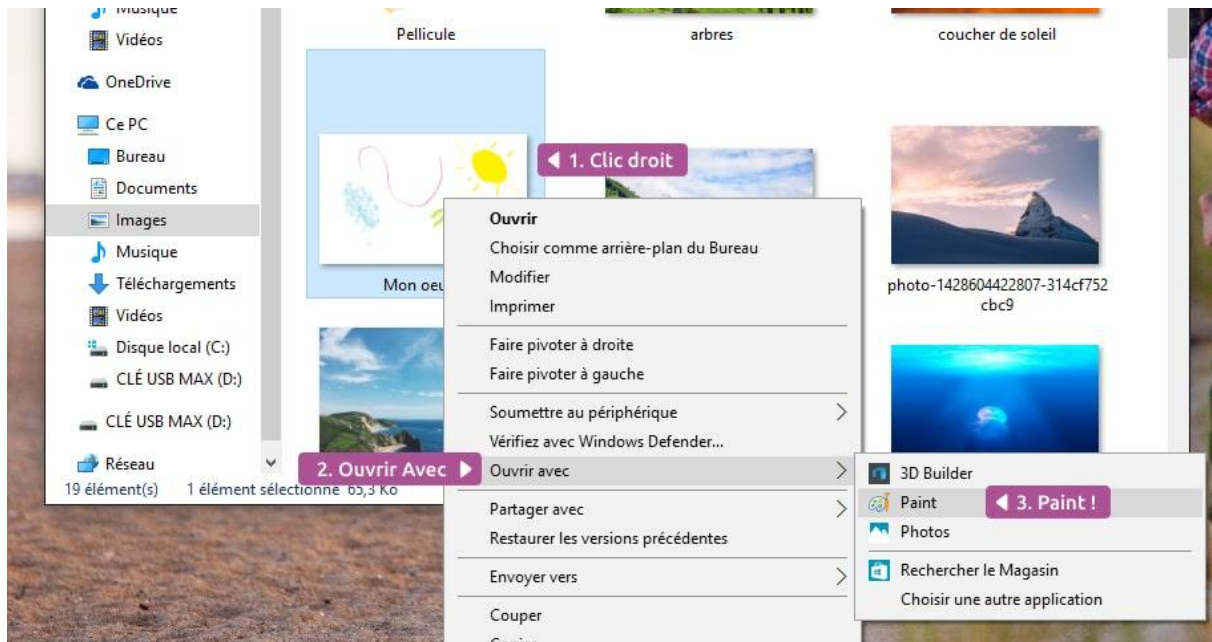 Musique
Vidéos
OneDrive
Ce PC
Bureau
Documents
Images
Musique
Téléchargements
Vidéos
Disque local (C:)
CLÉ USB MAX (D:)
CLÉ USB MAX (D:)
Réseau
19 élément(s) 1 élément sélectionné 65,3 Ko
Pellicule
arbres
coucher de soleil
1. Clic droit
Mon
photo-1428604422807-314cf752
cbc9
Ouvrir
Choisir comme arrière-plan du Bureau
Modifier
Imprimer
Faire pivoter à droite
Faire pivoter à gauche
Soumettre au périphérique
Vérifiez avec Windows Defender...
2. Ouvrir Avec
Ouvrir avec
Partager avec
Restaurer les versions précédentes
Envoyer vers
Couper
3D Builder
Paint
3. Paint !
Photos
Rechercher le Magasin
Choisir une autre application